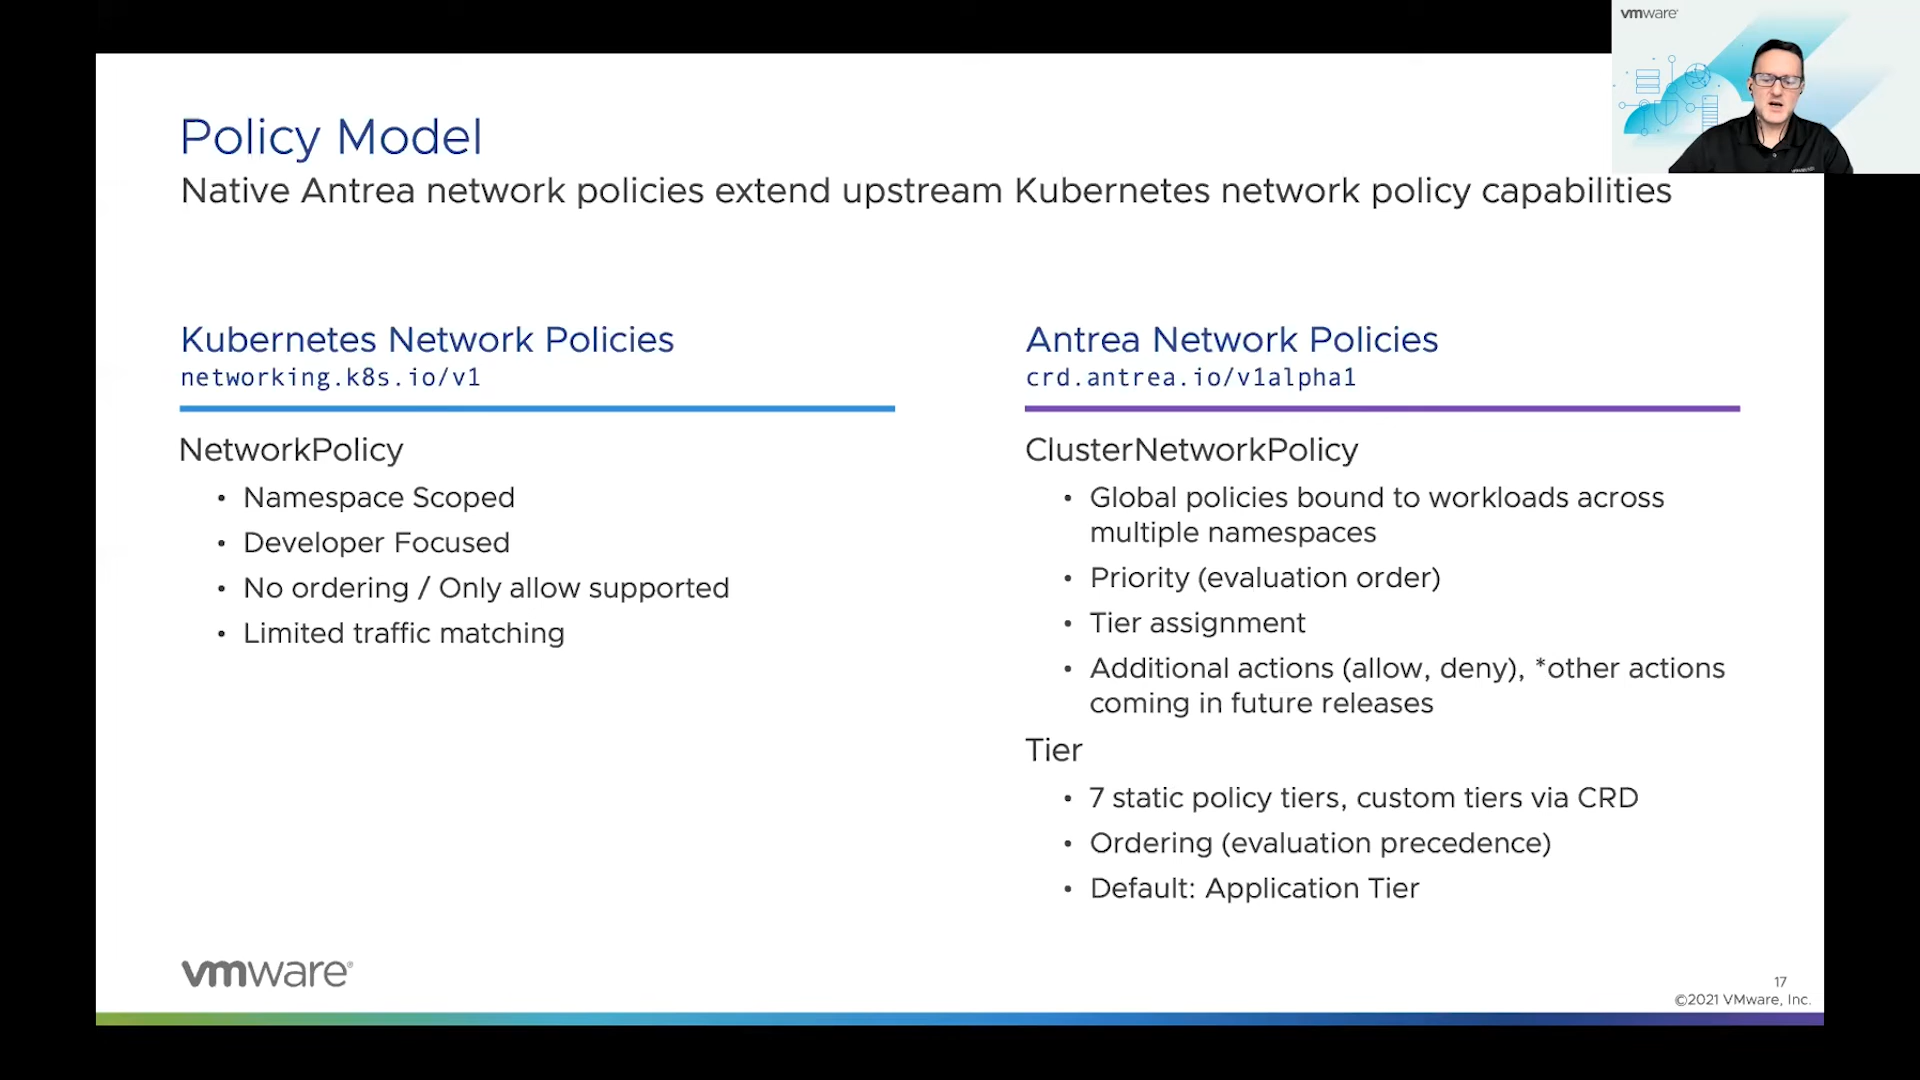 vmware®
Policy Model
Native Antrea network policies extend upstream Kubernetes network policy capabilities
Kubernetes Network Policies
networking.k8s.io/v1
NetworkPolicy
• Namespace Scoped
• Developer Focused
• No ordering / Only allow supported
• Limited traffic matching
Antrea Network Policies
crd.antrea.io/v1alpha1
ClusterNetworkPolicy
• Global policies bound to workloads across
multiple namespaces
• Priority (evaluation order)
• Tier assignment
• Additional actions (allow, deny), *other actions
coming in future releases
Tier
• 7 static policy tiers, custom tiers via CRD
• Ordering (evaluation precedence)
• Default: Application Tier
vmware®
17
©2021 VMware, Inc.